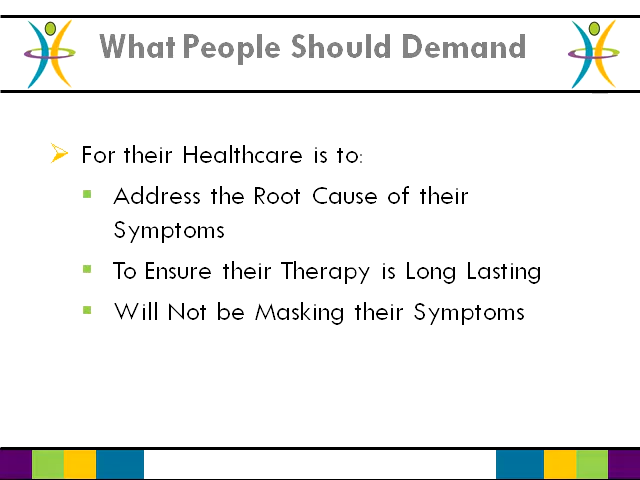 What People Should Demand
For their Healthcare is to:
Address the Root Cause of their
Symptoms
To Ensure their Therapy is Long Lasting
Will Not be Masking their Symptoms